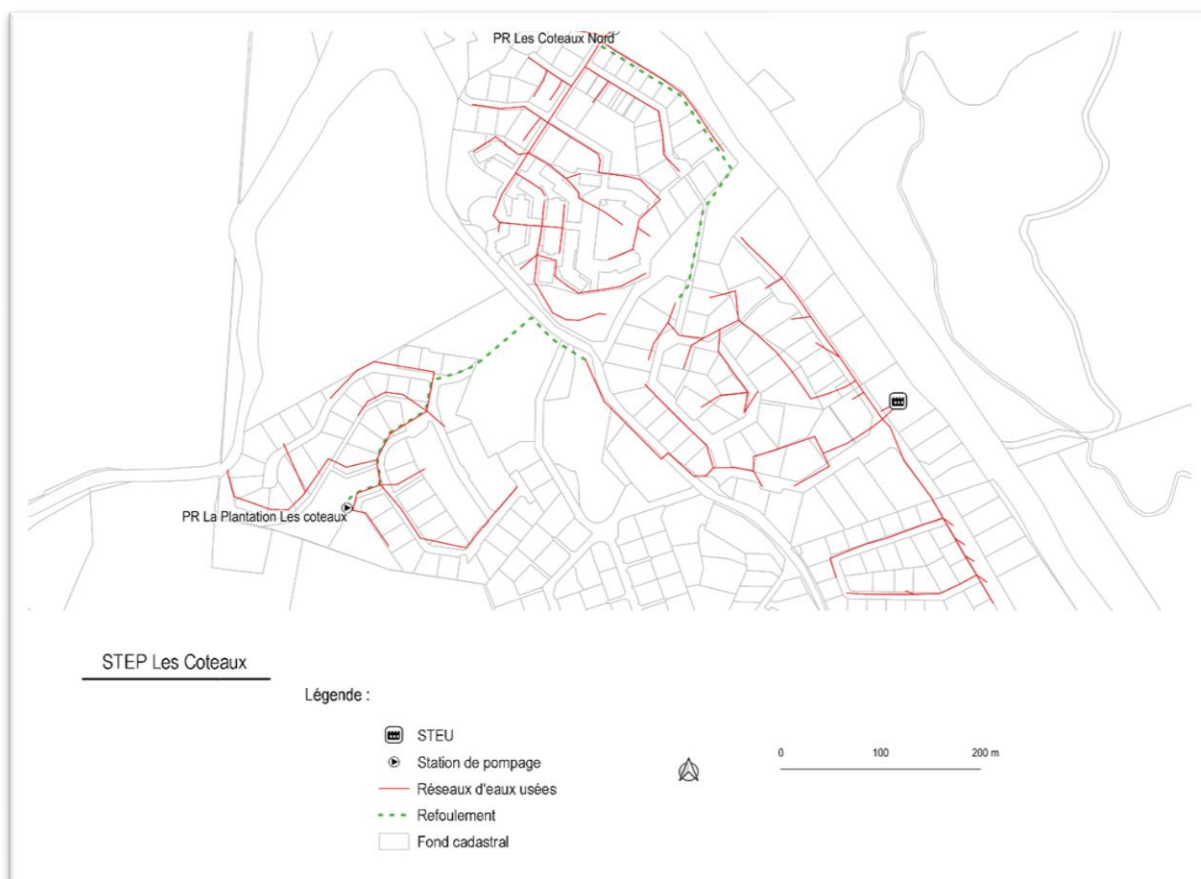 PR Les Coteaux Nord
PR La Plantation Les coteaux
STEP Les Coteaux
Légende :
STEU
Station de pompage
Réseaux d'eaux usées
Refoulement
Fond cadastral
0 100 200 m